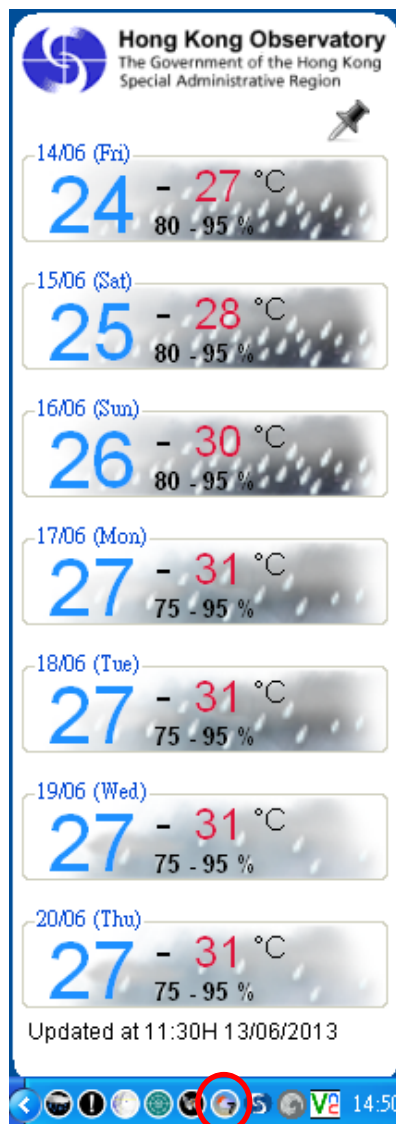 Hong Kong Observatory
The Government of the Hong Kong
Special Administrative Region
14/06 (Fri)
24 - 27 °C
80 - 95 %
15/06 (Sat)
25 - 28 °C
80 - 95 %
16/06 (Sun)
26 - 30 °C
80 - 95 %
17/06 (Mon)
27 - 31 °C
75 - 95 %
18/06 (Tue)
27 - 31 °C
75 - 95 %
19/06 (Wed)
27 - 31 °C
75 - 95 %
20/06 (Thu)
27 - 31 °C
75 - 95 %
Updated at 11:30H 13/06/2013
14:50